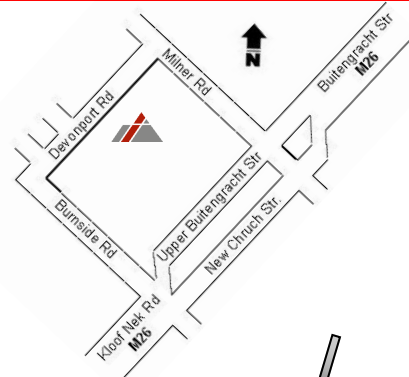 Buitengracht Str
M26
Milner Rd
N
Devonport Rd
Upper Buitengracht Str
New Chruch Str.
Burnside Rd
Kloof Nek Rd
M26